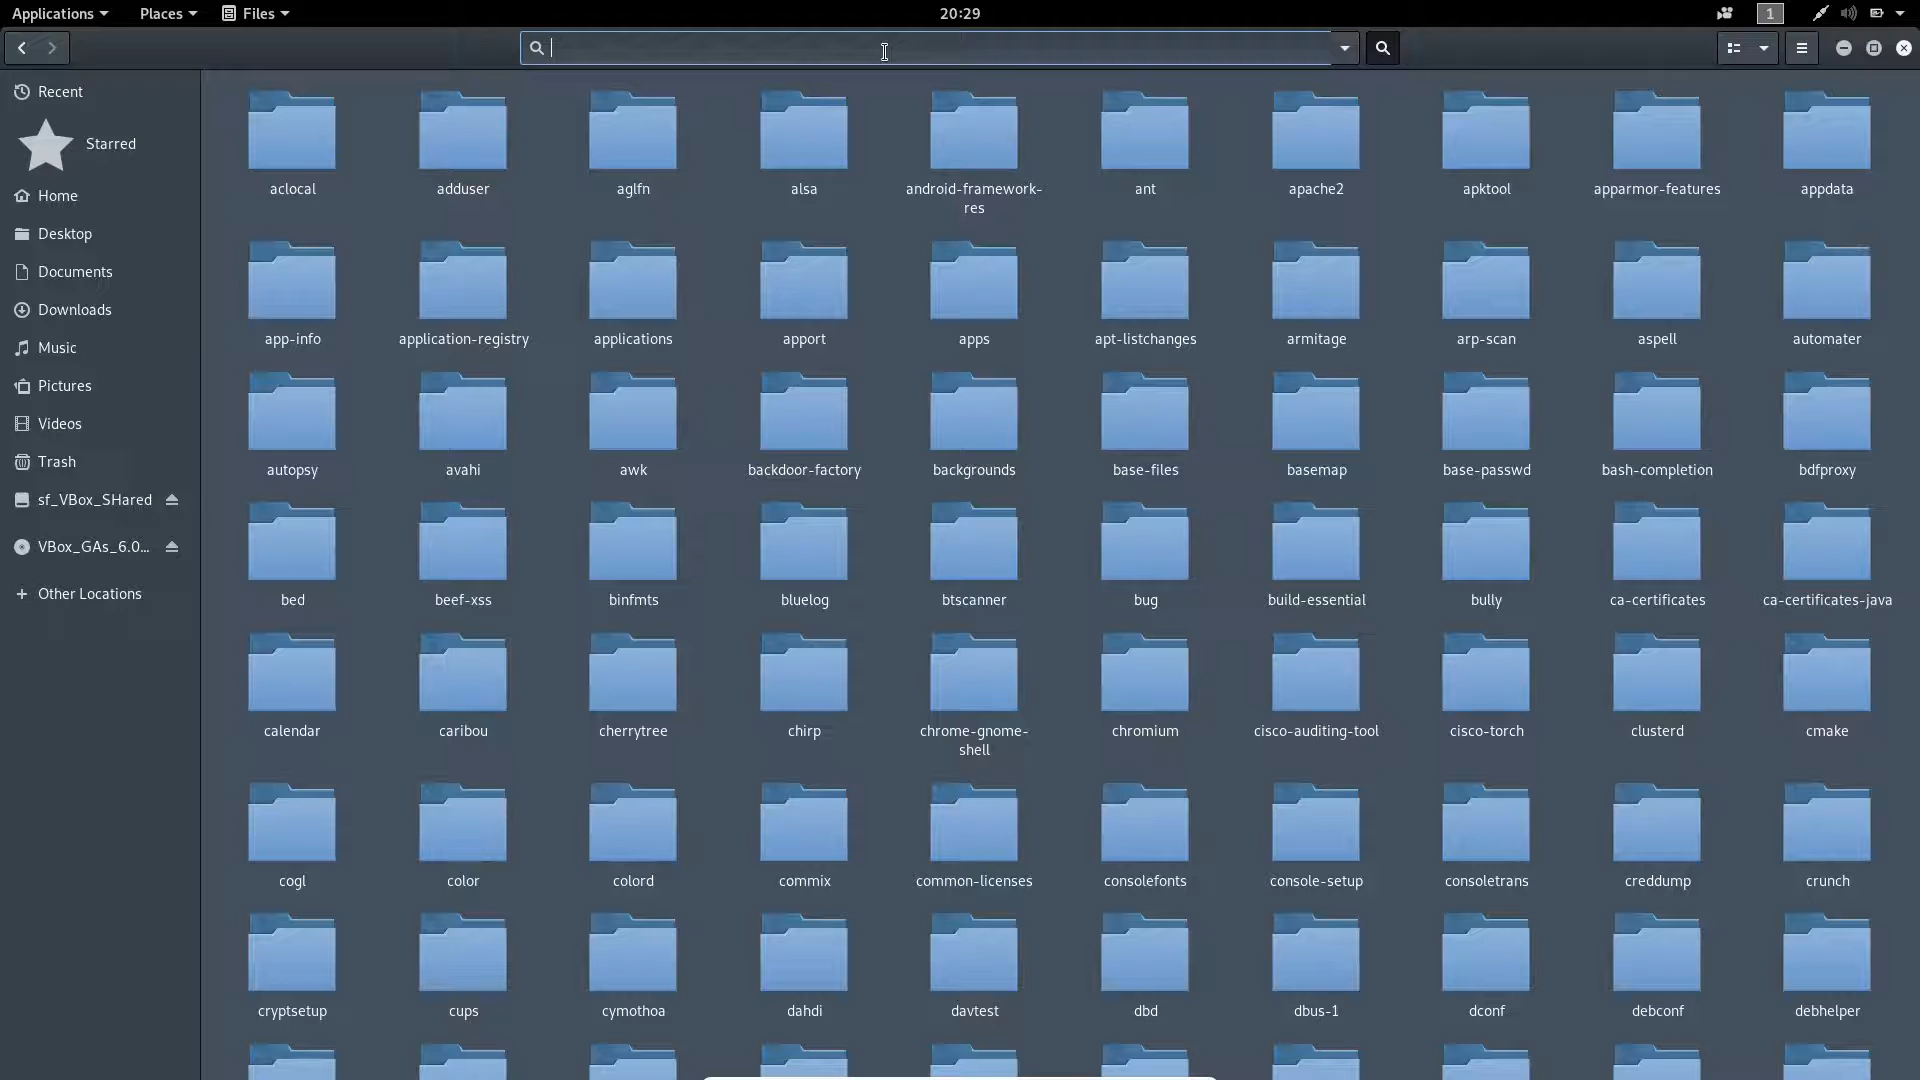 Applications Places Files 20:29 1
Recent
Starred
Home
Desktop
Documents
Downloads
Music
Pictures
Videos
Trash
sf_VBox_SHared
VBox_GAs_6.0...
Other Locations
aclocal adduser aglfn alsa android-framework- ant apache2 apktool apparmor-features appdata
res
app-info application-registry applications apport apps apt-listchanges armitage arp-scan aspell automater
autopsy avahi awk backdoor-factory backgrounds base-files basemap base-passwd bash-completion bdfproxy
bed beef-xss binfmts bluelog btscanner bug build-essential bully ca-certificates ca-certificates-java
calendar caribou cherrytree chirp chrome-gnome- chromium cisco-auditing-tool cisco-torch clusterd cmake
shell
cogl color colord commix common-licenses consolefonts console-setup consoletrans creddump crunch
cryptsetup cups cymothoa dahdi davtest dbd dbus-1 dconf debconf debhelper